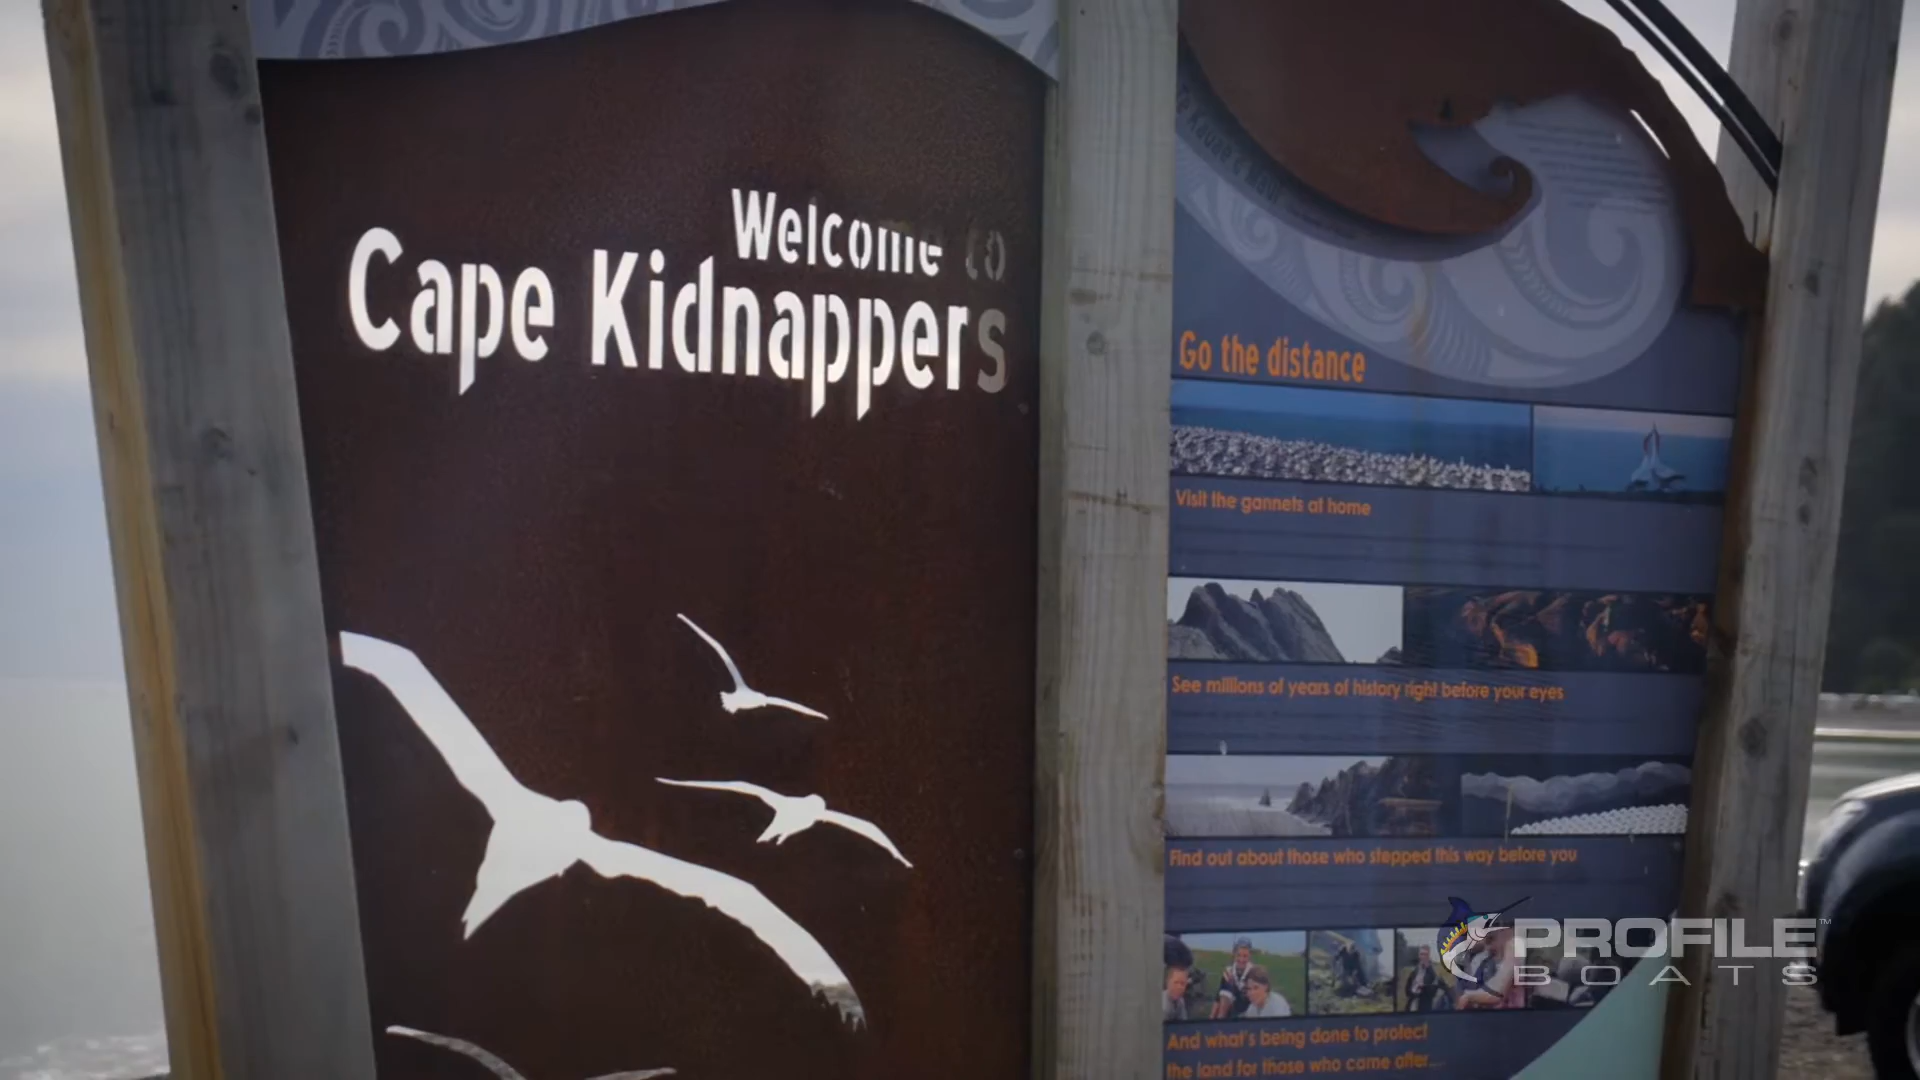 Welcome to
Cape Kidnappers
Go the distance
Visit the gannets at home
See millions of years of history right before your eyes
Find out about those who stepped this way before you
And what's being done to protect
the land for those who came after...
PROFILE™
BOATS